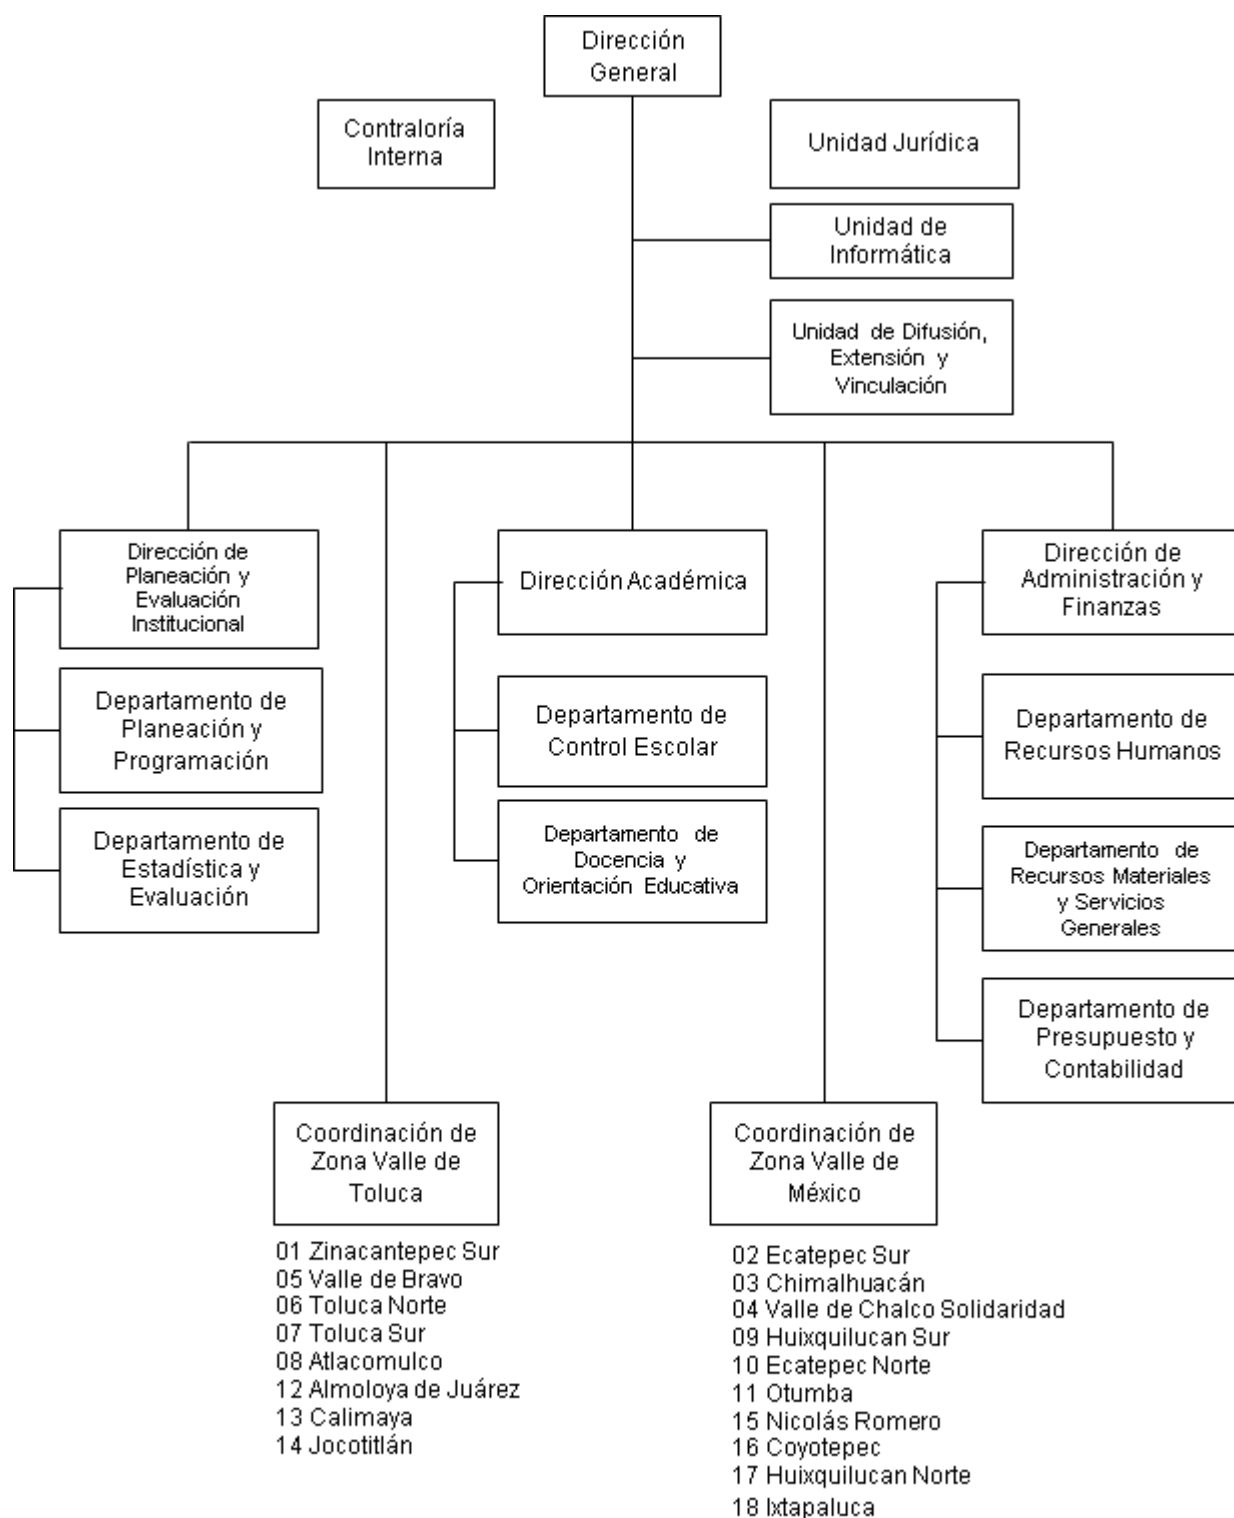 Dirección
General
Contraloría
Interna
Unidad Jurídica
Unidad de
Informática
Unidad de Difusión,
Extensión y
Vinculación
Dirección de
Planeación y
Evaluación
Institucional
Dirección Académica
Dirección de
Administración y
Finanzas
Departamento de
Planeación y
Programación
Departamento de
Control Escolar
Departamento de
Recursos Humanos
Departamento de
Estadística y
Evaluación
Departamento de
Docencia y
Orientación Educativa
Departamento de
Recursos Materiales
y Servicios
Generales
Departamento de
Presupuesto y
Contabilidad
Coordinación de
Zona Valle de
Toluca
01 Zinacantepec Sur
05 Valle de Bravo
06 Toluca Norte
07 Toluca Sur
08 Atlacomulco
12 Almoloya de Juárez
13 Calimaya
14 Jocotitlán
Coordinación de
Zona Valle de
México
02 Ecatepec Sur
03 Chimalhuacán
04 Valle de Chalco Solidaridad
09 Huixquilucan Sur
10 Ecatepec Norte
11 Otumba
15 Nicolás Romero
16 Coyotepec
17 Huixquilucan Norte
18 Ixtapaluca